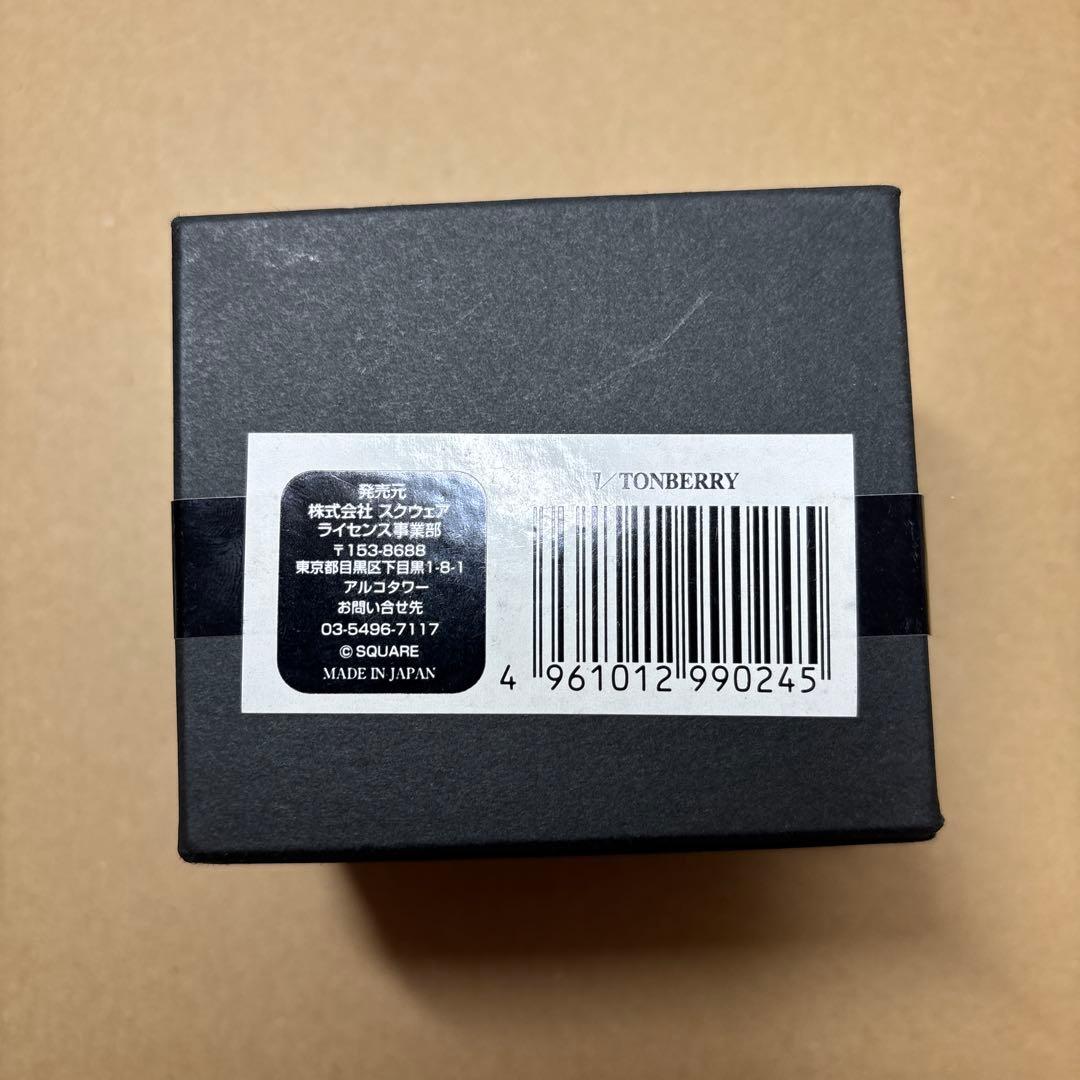 発売元
株式会社 スクウェア
ライセンス事業部
〒153-8688
東京都目黒区下目黒1-8-1
アルコタワー
お問い合せ先
03-5496-7117
© SQUARE
MADE IN JAPAN
TONBERRY
4 961012 990245